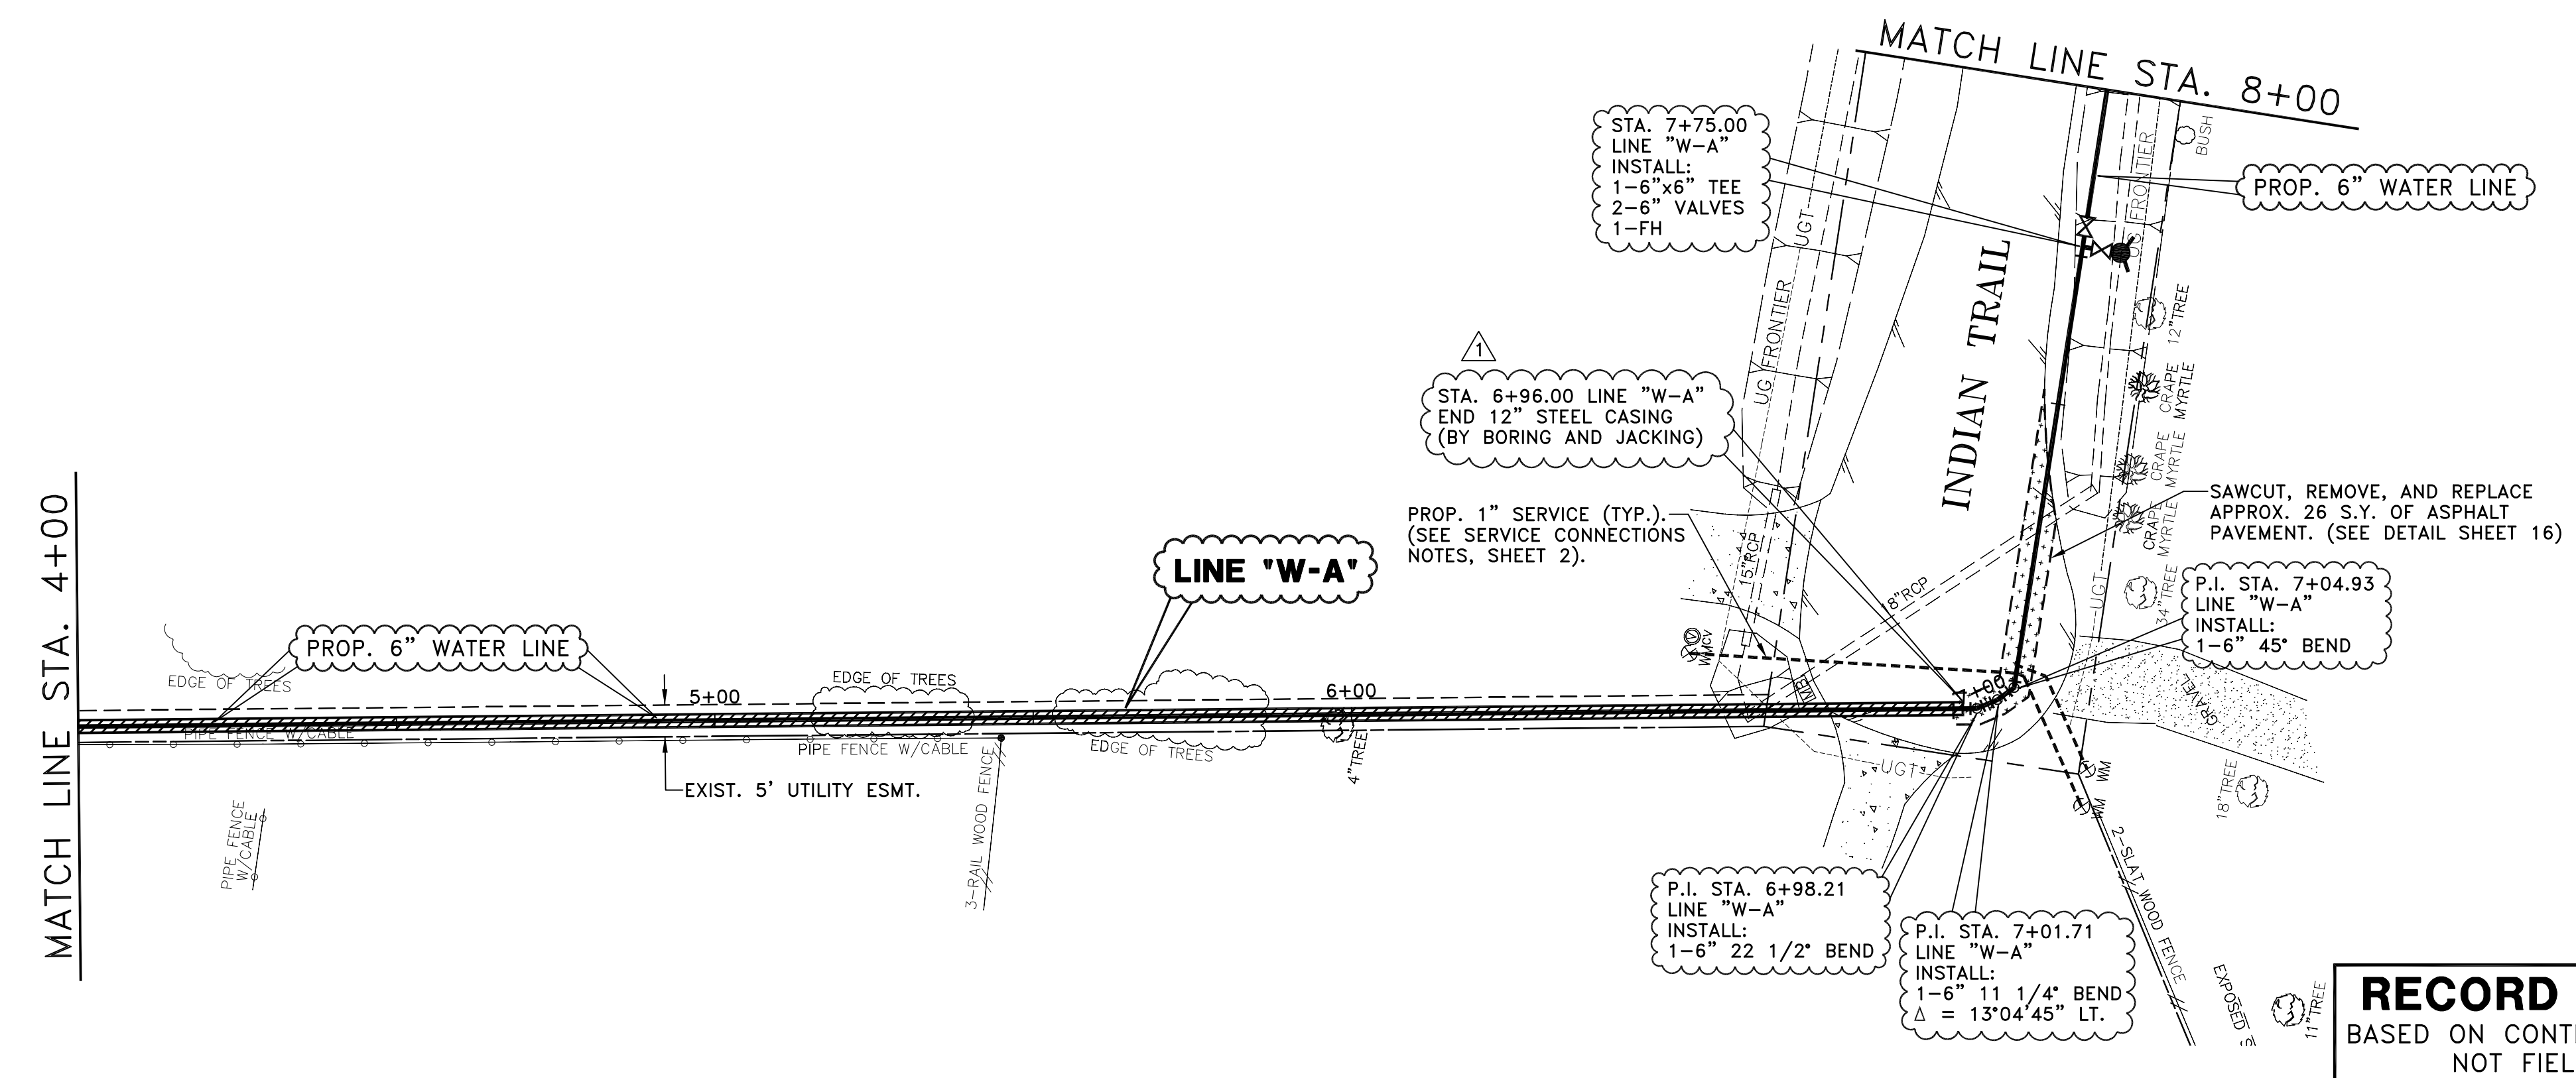 MATCH LINE STA. 8+00
STA. 7+75.00
LINE "W-A"
INSTALL:
1-6"x6" TEE
2-6" VALVES
1-FH
BUSH
UG FRONTIER
PROP. 6" WATER LINE
UGT
UG FRONTIER
INDIAN TRAIL
12"TREE
CRAPE
MYRTLE
CRAPE
MYRTLE
CRAPE
MYRTLE
1
STA. 6+96.00 LINE "W-A"
END 12" STEEL CASING
(BY BORING AND JACKING)
PROP. 1" SERVICE (TYP.).
(SEE SERVICE CONNECTIONS
NOTES, SHEET 2).
SAWCUT, REMOVE, AND REPLACE
APPROX. 26 S.Y. OF ASPHALT
PAVEMENT. (SEE DETAIL SHEET 16)
15"RCP
18"RCP
UGT
34"TREE
P.I. STA. 7+04.93
LINE "W-A"
INSTALL:
1-6" 45° BEND
MATCH LINE STA. 4+00
LINE "W-A"
PROP. 6" WATER LINE
EDGE OF TREES
5+00
EDGE OF TREES
6+00
WM
CV
MB
7+00
GRAVEL
PIPE FENCE W/CABLE
PIPE FENCE W/CABLE
EDGE OF TREES
4"TREE
UGT
EXIST. 5' UTILITY ESMT.
PIPE FENCE
W/CABLE
3-RAIL WOOD FENCE
WM
WM
18"TREE
2-SLAT WOOD FENCE
P.I. STA. 6+98.21
LINE "W-A"
INSTALL:
1-6" 22 1/2° BEND
P.I. STA. 7+01.71
LINE "W-A"
INSTALL:
1-6" 11 1/4° BEND
Δ = 13°04'45" LT.
EXPOSED
11"TREE
RECORD
BASED ON CONT
NOT FIEL